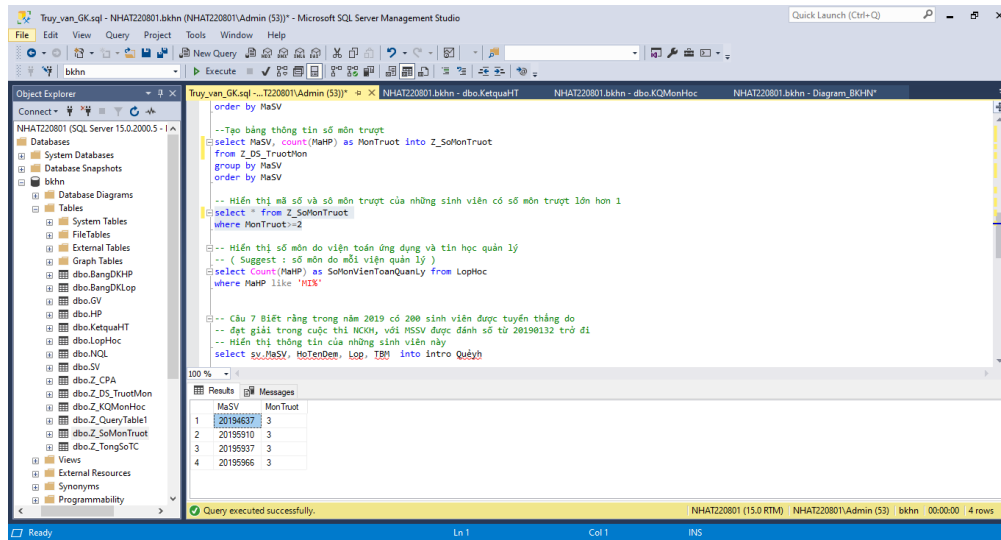 Truy_van_GK.sql - NHAT220801.bkhn (NHAT220801\Admin (53))* - Microsoft SQL Server Management Studio
Quick Launch (Ctrl+Q)
File Edit View Query Project Tools Window Help
New Query
bkhn
Execute
Object Explorer
Truy_van_GK.sql -...T220801\Admin (53))*
NHAT220801.bkhn - dbo.KetquaHT
NHAT220801.bkhn - dbo.KQMonHoc
NHAT220801.bkhn - Diagram_BKHN*
Connect
NHAT220801 (SQL Server 15.0.2000.5 - I
Databases
System Databases
Database Snapshots
bkhn
Database Diagrams
Tables
System Tables
FileTables
External Tables
Graph Tables
dbo.BangDKHP
dbo.BangDKLop
dbo.GV
dbo.HP
dbo.KetquaHT
dbo.LopHoc
dbo.NQL
dbo.SV
dbo.Z_CPA
dbo.Z_DS_TruotMon
dbo.Z_KQMonHoc
dbo.Z_QueryTable1
dbo.Z_SoMonTruot
dbo.Z_TongSoTC
Views
External Resources
Synonyms
Programmability
order by MaSV
--Tạo bảng thông tin số môn trượt
select MaSV, count(MaHP) as MonTruot into Z_SoMonTruot
from Z_DS_TruotMon
group by MaSV
order by MaSV
-- Hiển thị mã số và số môn trượt của những sinh viên có số môn trượt lớn hơn 1
select * from Z_SoMonTruot
where MonTruot>=2
-- Hiển thị số môn do viện toán ứng dụng và tin học quản lý
-- ( Suggest : số môn do mỗi viện quản lý )
select Count(MaHP) as SoMonVienToanQuanLy from LopHoc
where MaHP like 'MI%'
-- Câu 7 Biết rằng trong năm 2019 có 200 sinh viên được tuyển thẳng do
-- đạt giải trong cuộc thi NCKH, với MSSV được đánh số từ 20190132 trở đi
-- Hiển thị thông tin của những sinh viên này
select sv.MaSV, HoTenDem, Lop, TBM into intro Quêyh
100 %
Results Messages
MaSV MonTruot
1 20194637 3
2 20195910 3
3 20195937 3
4 20195966 3
Query executed successfully.
NHAT220801 (15.0 RTM) NHAT220801\Admin (53) bkhn 00:00:00 4 rows
Ready
Ln 1
Col 1
INS